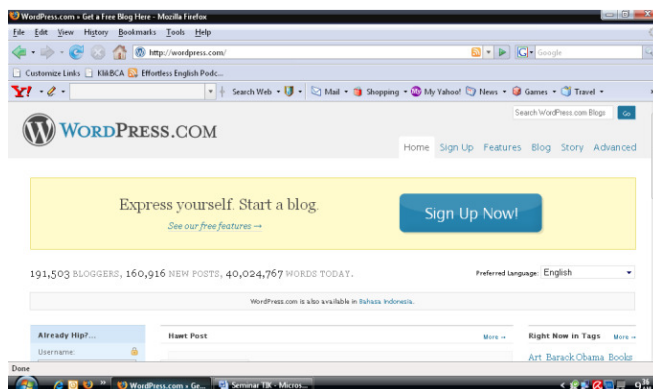 WordPress.com « Get a Free Blog Here - Mozilla Firefox
File Edit View History Bookmarks Tools Help
http://wordpress.com/
Google
Customize Links KlikBCA Effortless English Podc...
Y! Search Web Mail Shopping My Yahoo! News Games Travel
Search WordPress.com Blogs Go
WORDPRESS.COM
Home Sign Up Features Blog Story Advanced
Express yourself. Start a blog.
See our free features →
Sign Up Now!
191,503 BLOGGERS, 160,916 NEW POSTS, 40,024,767 WORDS TODAY.
Preferred Language: English
WordPress.com is also available in Bahasa Indonesia.
Already Hip?...
Hawt Post More →
Right Now in Tags More →
Username:
Art Barack Obama Books
Done
WordPress.com « Ge... Seminar TIK - Micros...